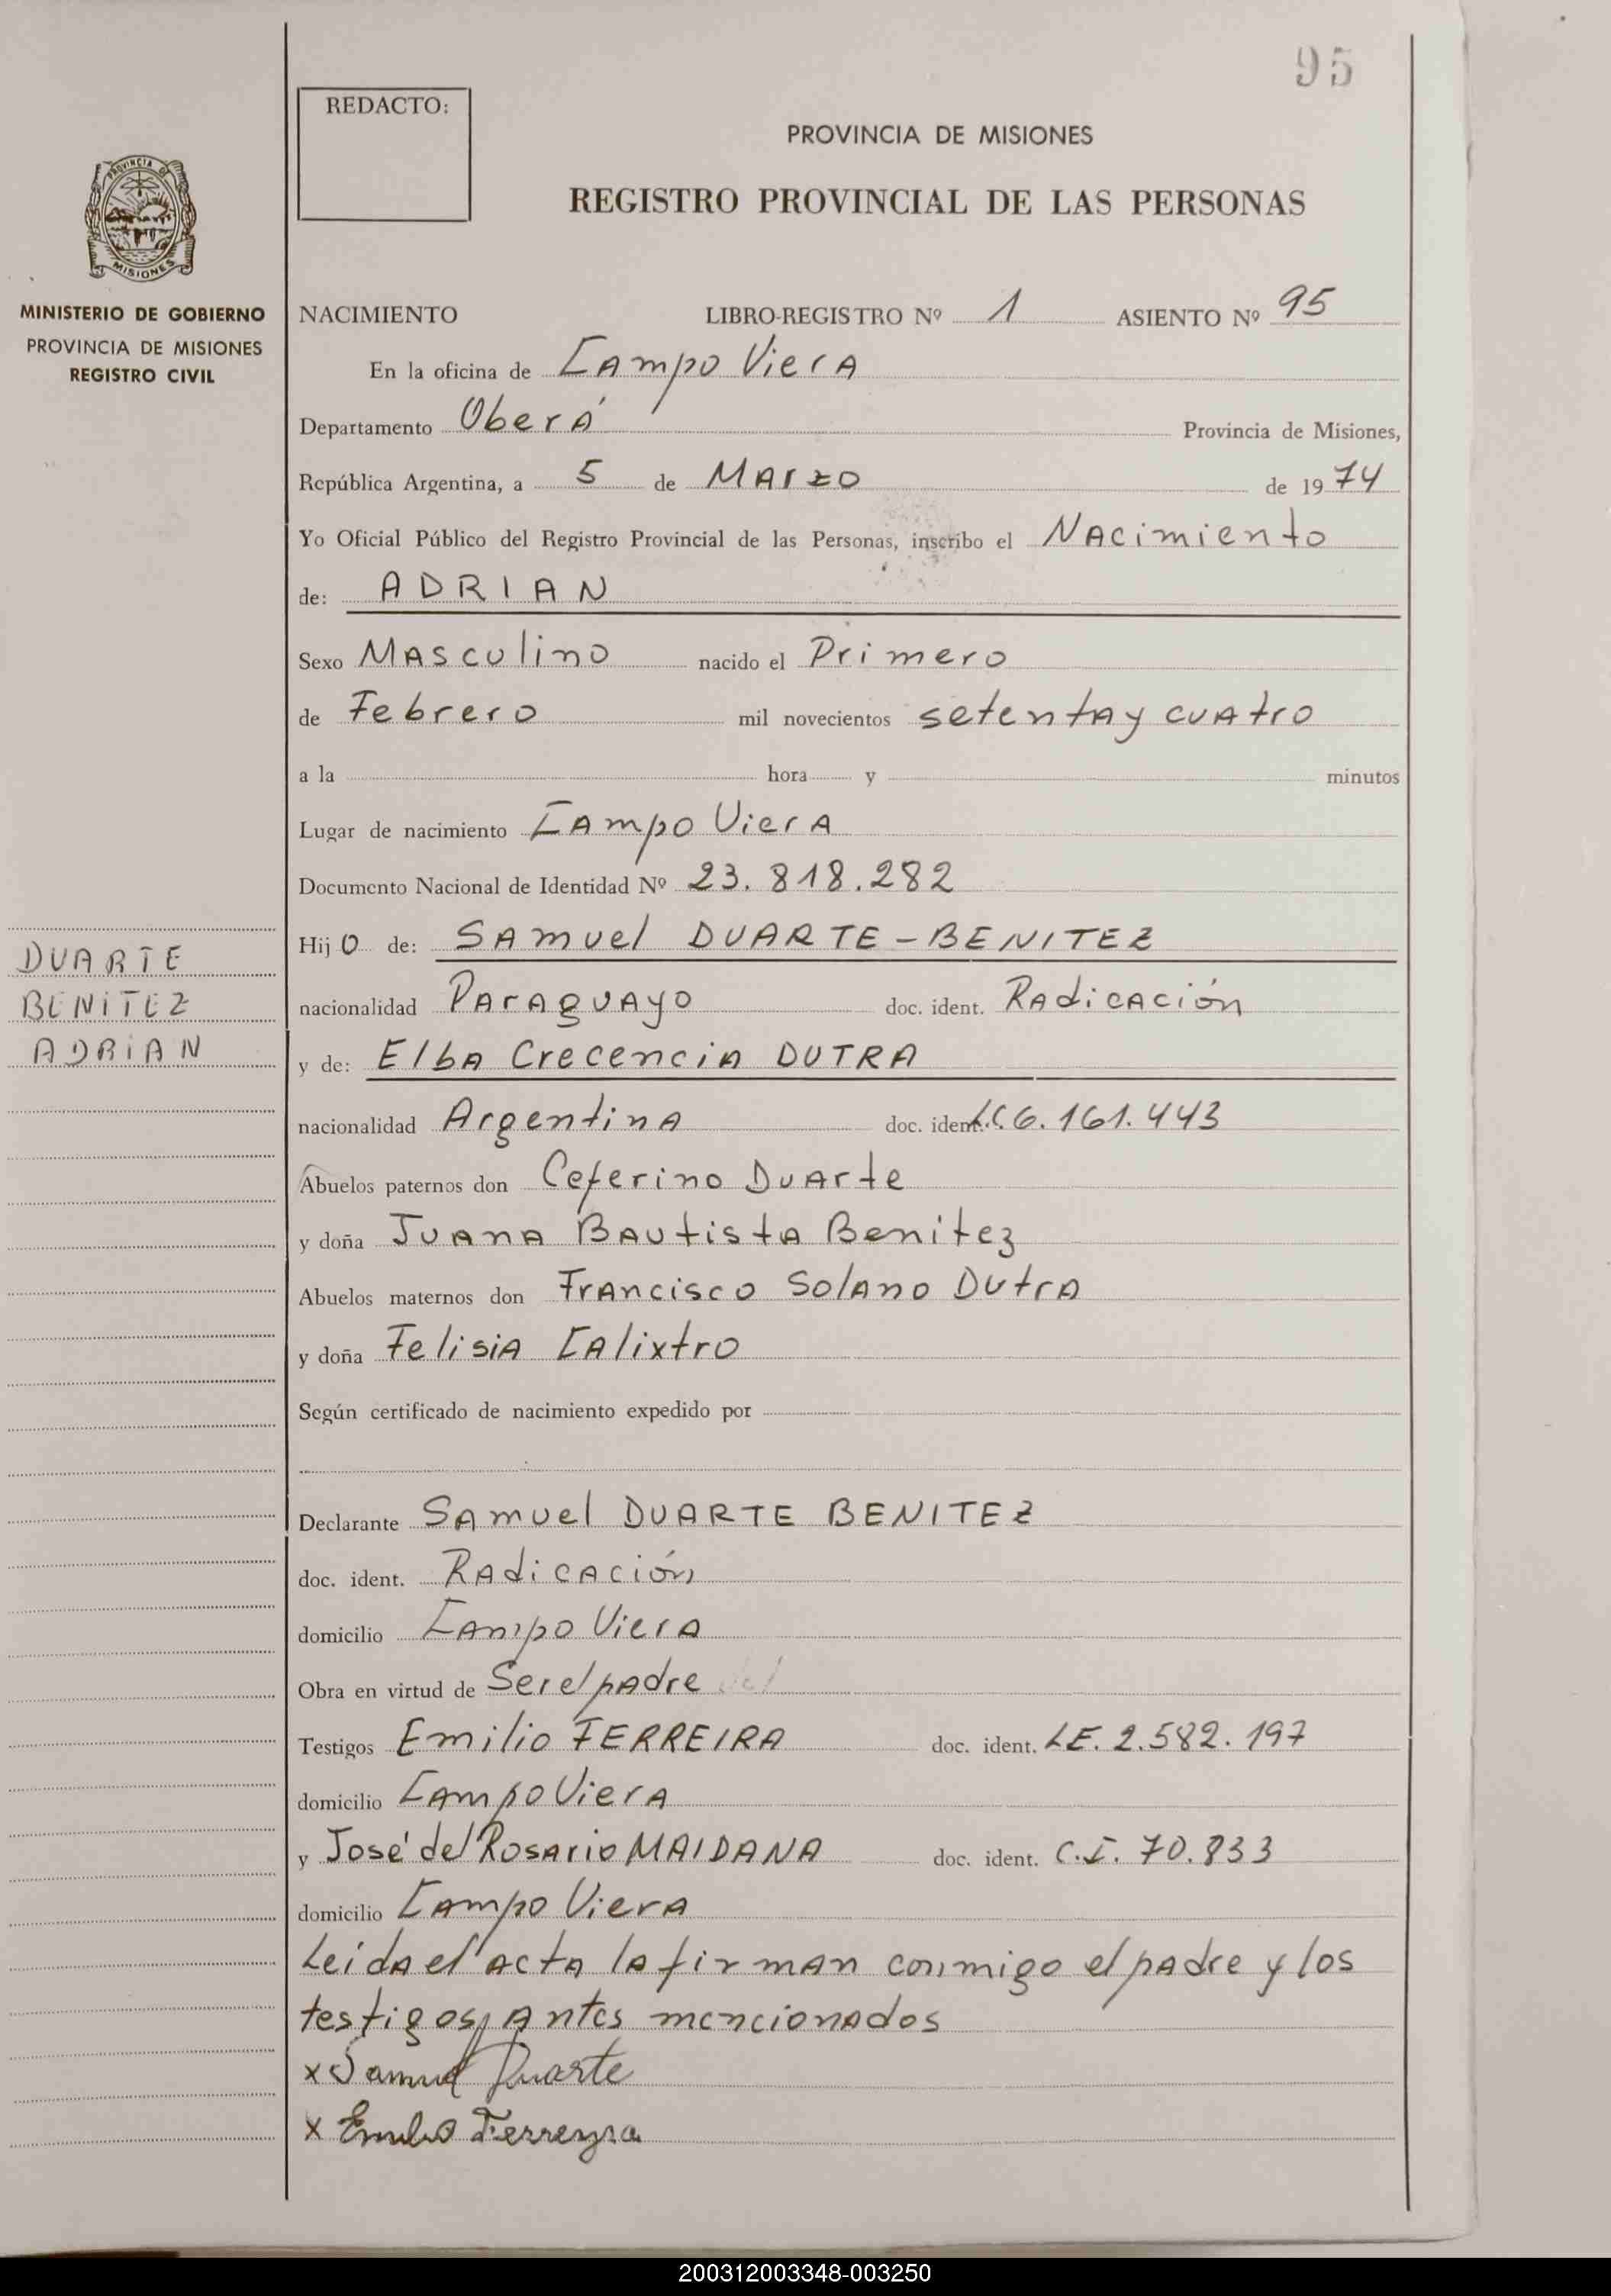 95
REDACTO:
PROVINCIA DE MISIONES
REGISTRO PROVINCIAL DE LAS PERSONAS
PROVINCIA DE
MISIONES
MINISTERIO DE GOBIERNO
PROVINCIA DE MISIONES
REGISTRO CIVIL
NACIMIENTO LIBRO-REGISTRO Nº 1 ASIENTO Nº 95
En la oficina de Campo Viera
Departamento Oberá Provincia de Misiones,
República Argentina, a 5 de Marzo de 1974
Yo Oficial Público del Registro Provincial de las Personas, inscribo el Nacimiento
de: ADRIAN
Sexo Masculino nacido el Primero
de Febrero mil novecientos setenta y cuatro
a la hora y minutos
Lugar de nacimiento Campo Viera
Documento Nacional de Identidad Nº 23.818.282
Hijo de: Samuel DUARTE-BENITEZ
DUARTE
BENITEZ
ADRIAN
nacionalidad Paraguayo doc. ident. Radicación
y de: Elba Crecencia DUTRA
nacionalidad Argentina doc. ident. L.C. 6.161.443
Abuelos paternos don Ceferino Duarte
y doña Juana Bautista Benitez
Abuelos maternos don Francisco Solano Dutra
y doña Felisia Calixtro
Según certificado de nacimiento expedido por
Declarante Samuel DUARTE BENITEZ
doc. ident. Radicación
domicilio Campo Viera
Obra en virtud de Ser el padre
Testigos Emilio FERREIRA doc. ident. LE. 2.582.197
domicilio Campo Viera
y José del Rosario MAIDANA doc. ident. C.I. 70.833
domicilio Campo Viera
Leida el acta la firman conmigo el padre y los
testigos antes mencionados
x Samuel Duarte
x Emilio Ferreyra
200312003348-003250